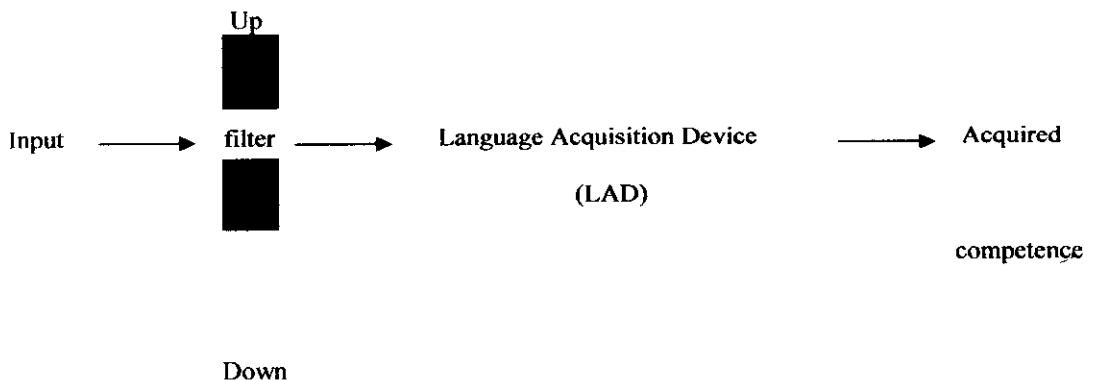 Up
Input filter Language Acquisition Device Acquired
(LAD)
competence
Down